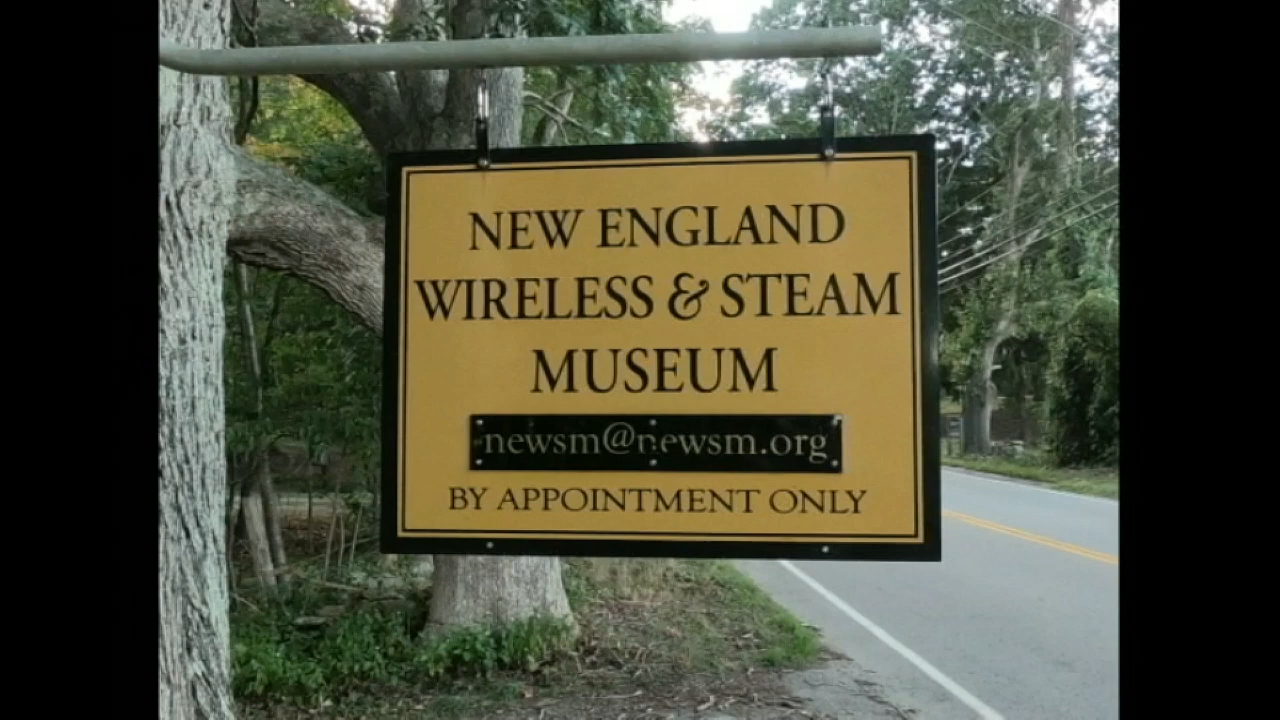 NEW ENGLAND
WIRELESS & STEAM
MUSEUM
newsm@newsm.org
BY APPOINTMENT ONLY